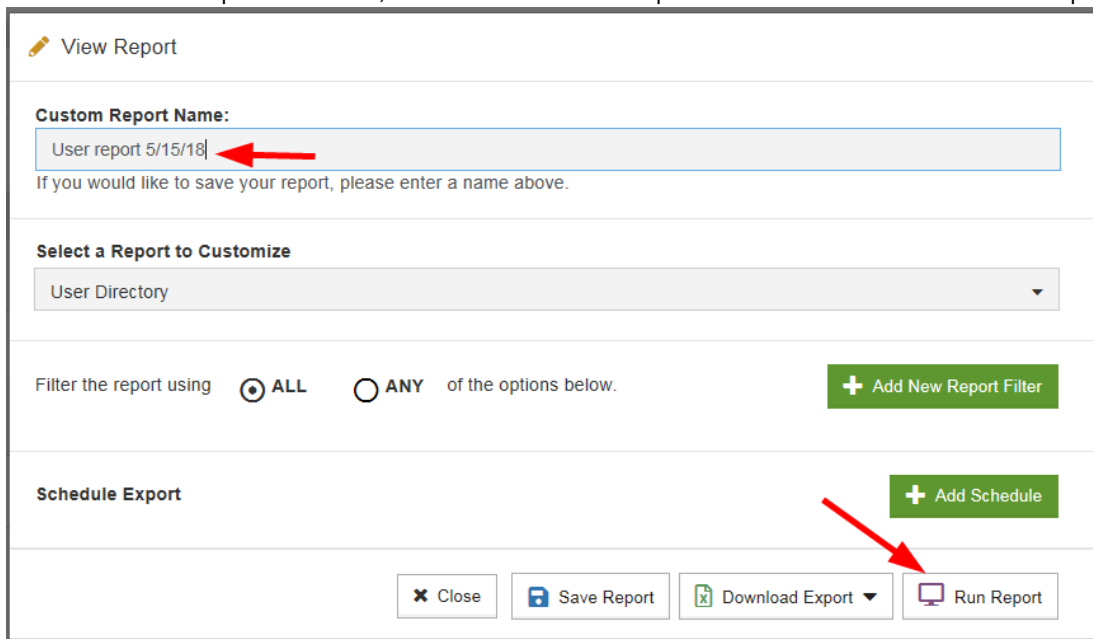 View Report
Custom Report Name:
User report 5/15/18
If you would like to save your report, please enter a name above.
Select a Report to Customize
User Directory
Filter the report using ALL ANY of the options below. Add New Report Filter
Schedule Export Add Schedule
Close Save Report Download Export Run Report